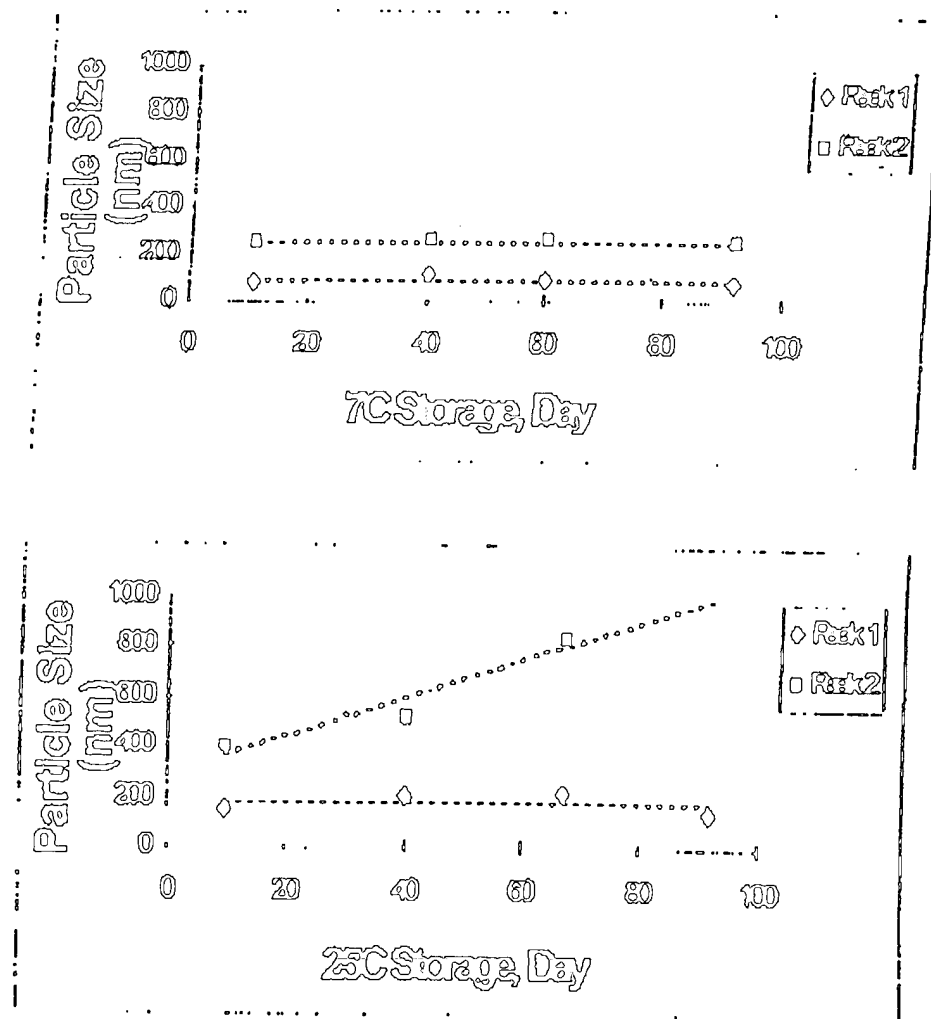 Particle Size
(nm)
1000
800
600
400
200
0
0 20 40 60 80 100
7C Storage, Day
Peak 1
Peak 2
Particle Size
(nm)
1000
800
600
400
200
0
0 20 40 60 80 100
25C Storage, Day
Peak 1
Peak 2